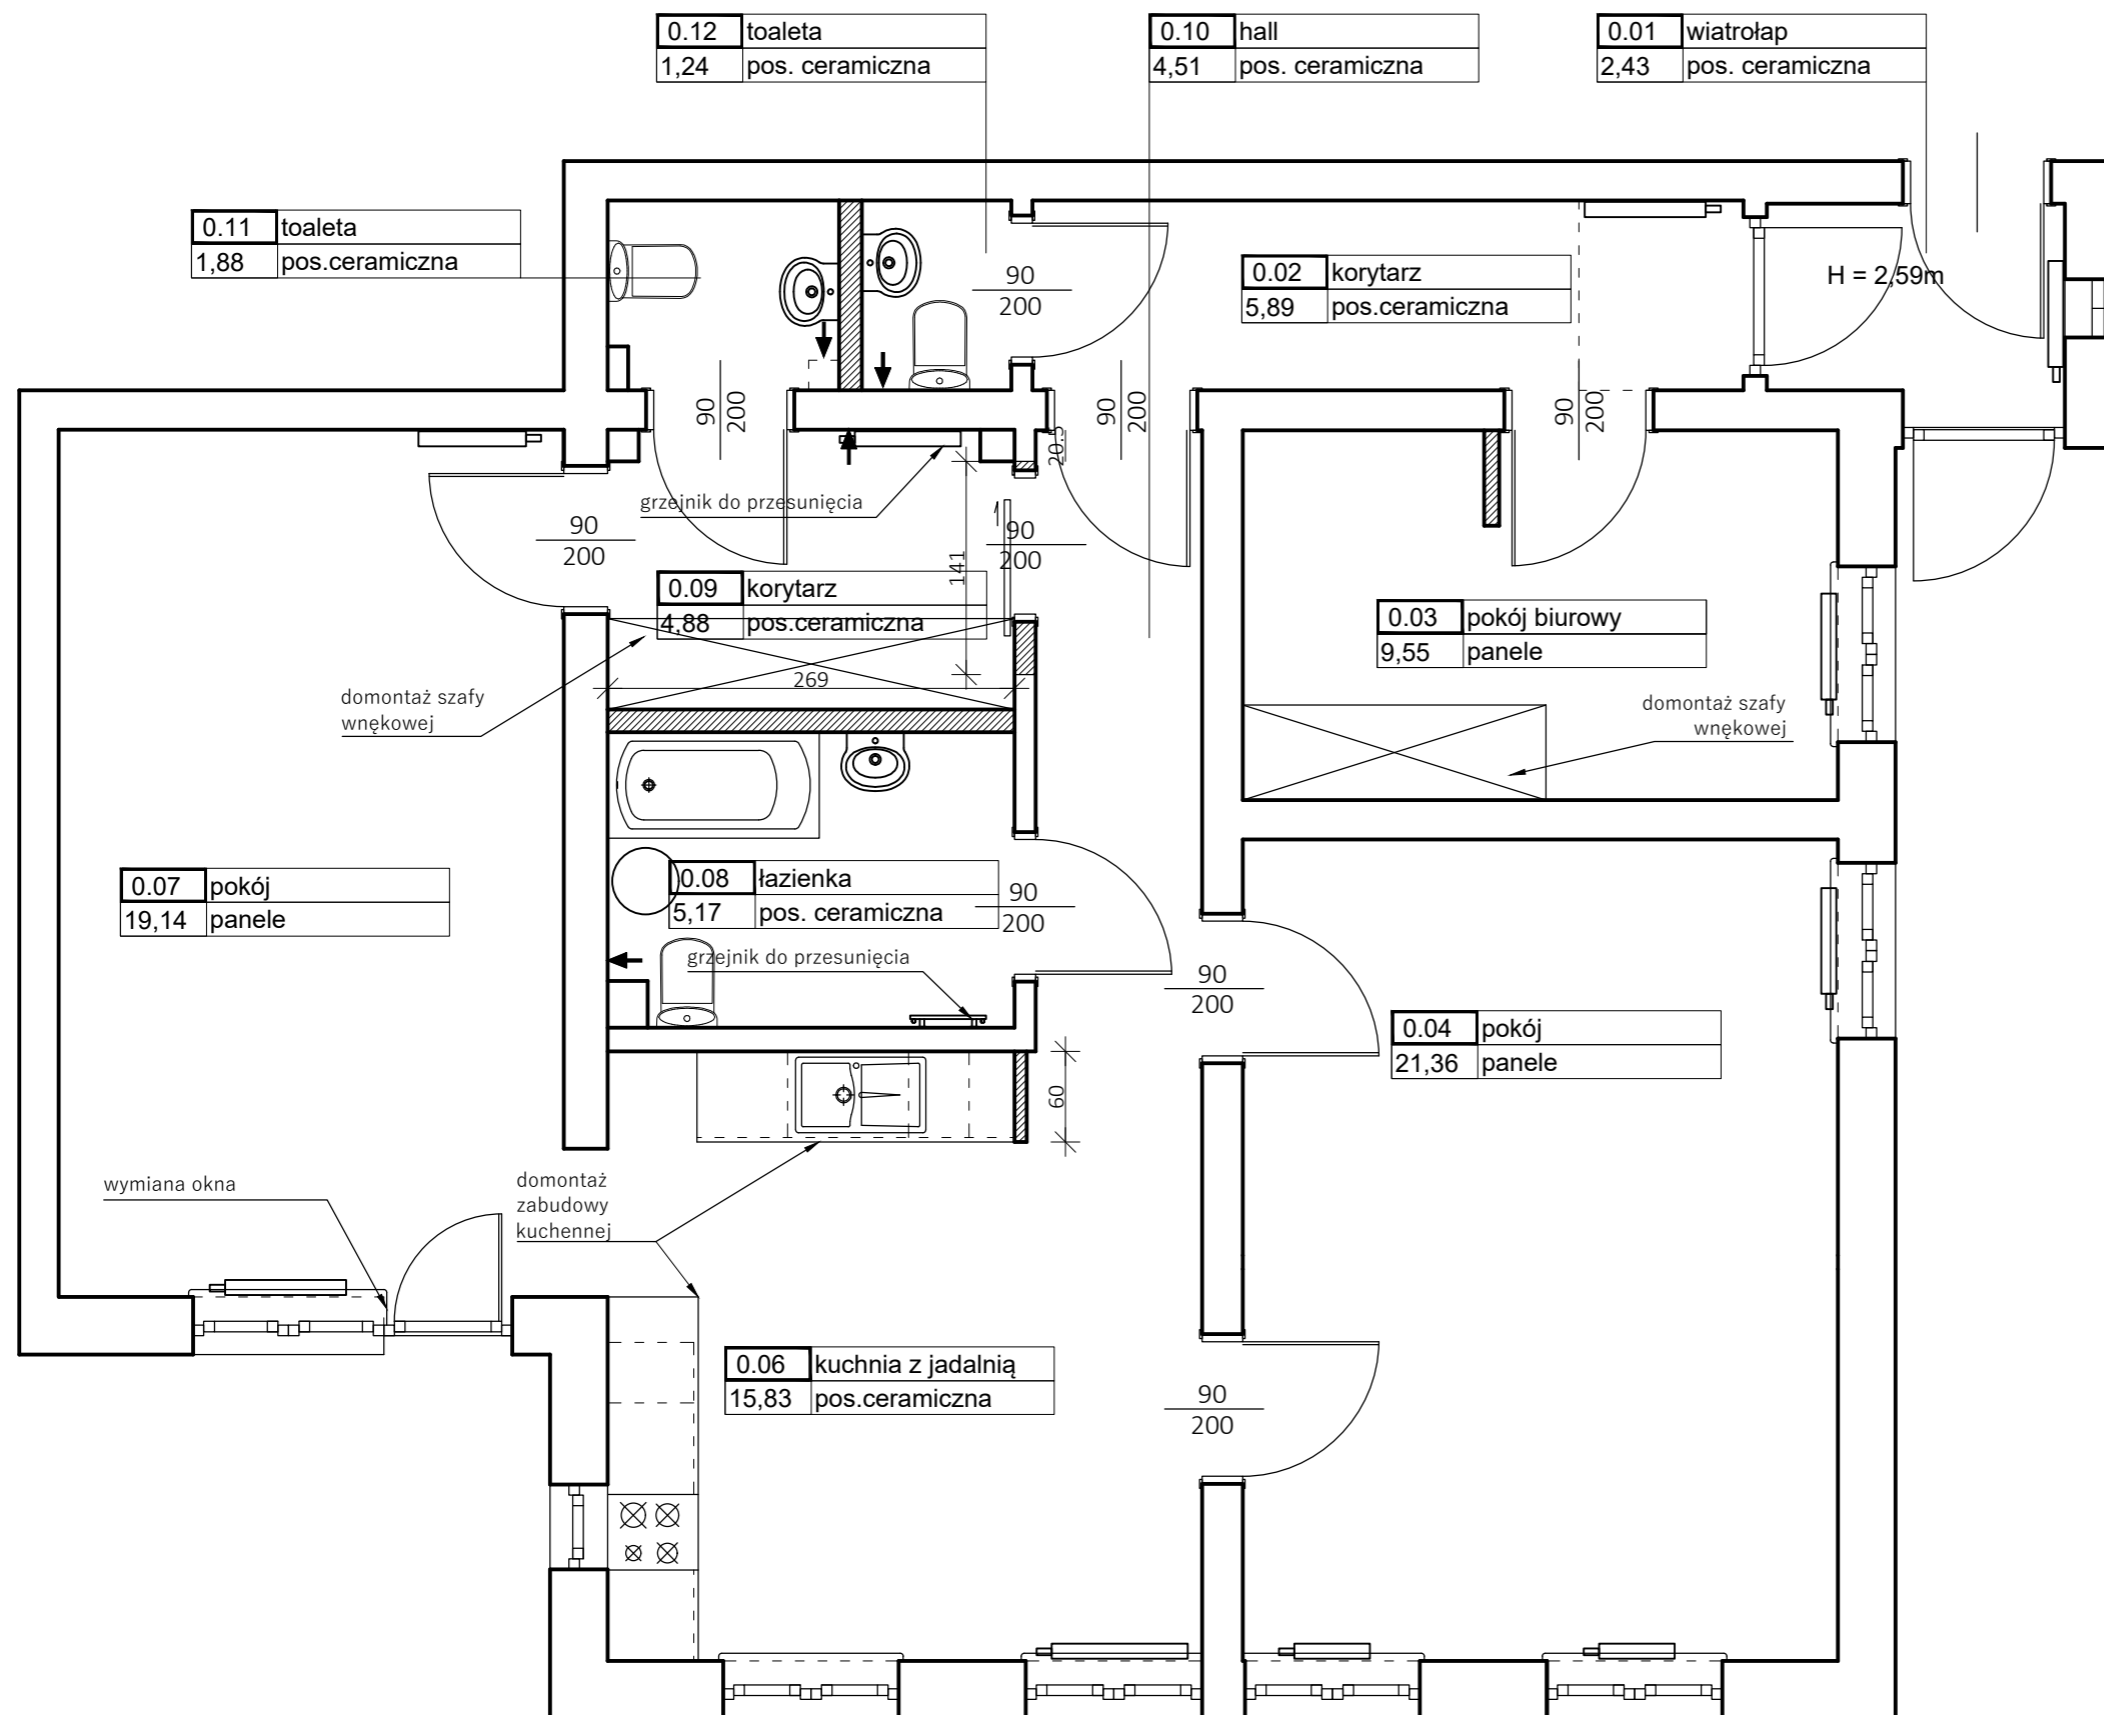 0.12 toaleta
1,24 pos. ceramiczna
0.10 hall
4,51 pos. ceramiczna
0.01 wiatrołap
2,43 pos. ceramiczna
0.11 toaleta
1,88 pos.ceramiczna
90
200
0.02 korytarz
5,89 pos.ceramiczna
H = 2,59m
90
200
90
200
90
200
20.5
grzejnik do przesunięcia
90
200
90
200
141
0.09 korytarz
4,88 pos.ceramiczna
0.03 pokój biurowy
9,55 panele
269
domontaż szafy
wnękowej
domontaż szafy
wnękowej
0.07 pokój
19,14 panele
0.08 łazienka
5,17 pos. ceramiczna
90
200
grzejnik do przesunięcia
90
200
0.04 pokój
21,36 panele
60
wymiana okna
domontaż
zabudowy
kuchennej
0.06 kuchnia z jadalnią
15,83 pos.ceramiczna
90
200